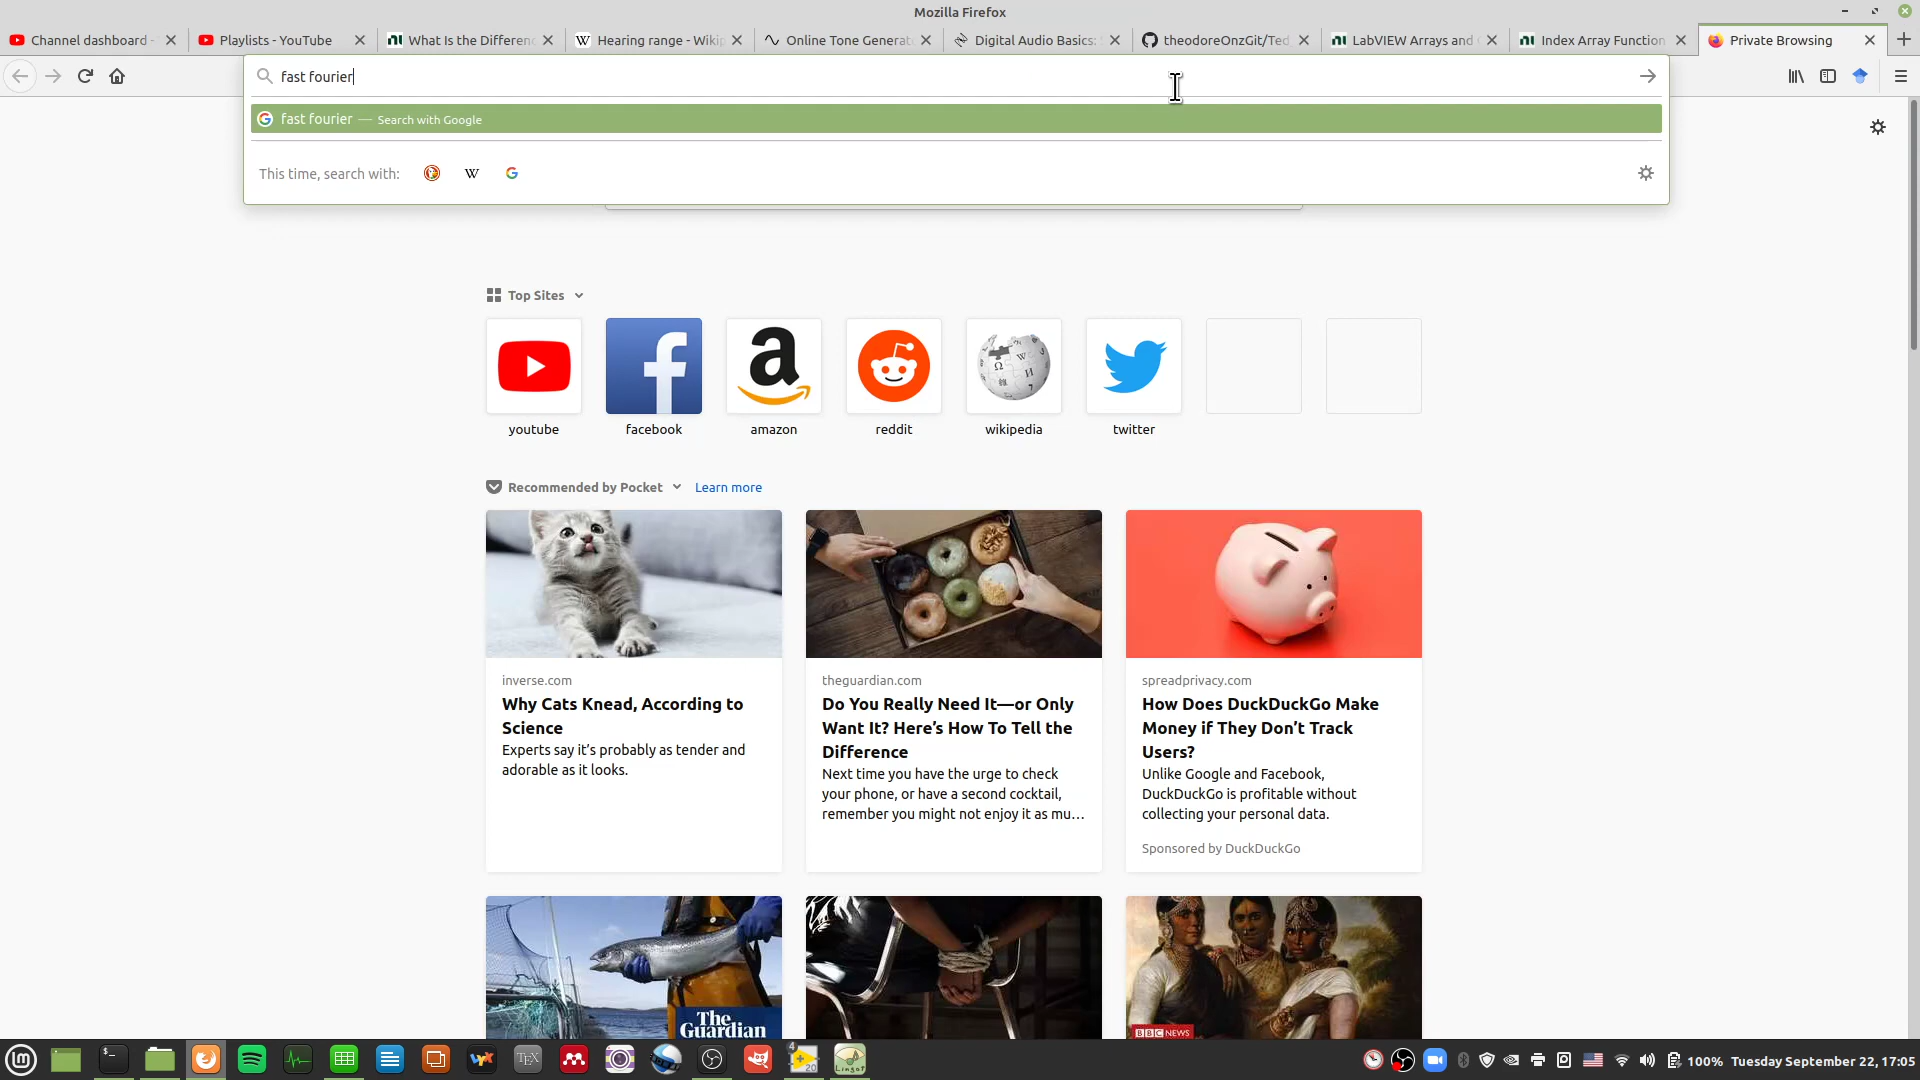 Mozilla Firefox
Channel dashboard -
Playlists - YouTube
What Is the Differenc
Hearing range - Wikip
Online Tone Generato
Digital Audio Basics:
theodoreOnzGit/Ted
LabVIEW Arrays and
Index Array Function
Private Browsing
fast fourier
fast fourier — Search with Google
This time, search with:
Top Sites
youtube
facebook
amazon
reddit
wikipedia
twitter
Recommended by Pocket
Learn more
inverse.com
Why Cats Knead, According to
Science
Experts say it's probably as tender and
adorable as it looks.
theguardian.com
Do You Really Need It—or Only
Want It? Here's How To Tell the
Difference
Next time you have the urge to check
your phone, or have a second cocktail,
remember you might not enjoy it as mu...
spreadprivacy.com
How Does DuckDuckGo Make
Money if They Don't Track
Users?
Unlike Google and Facebook,
DuckDuckGo is profitable without
collecting your personal data.
Sponsored by DuckDuckGo
The
Guardian
BBC NEWS
100% Tuesday September 22, 17:05